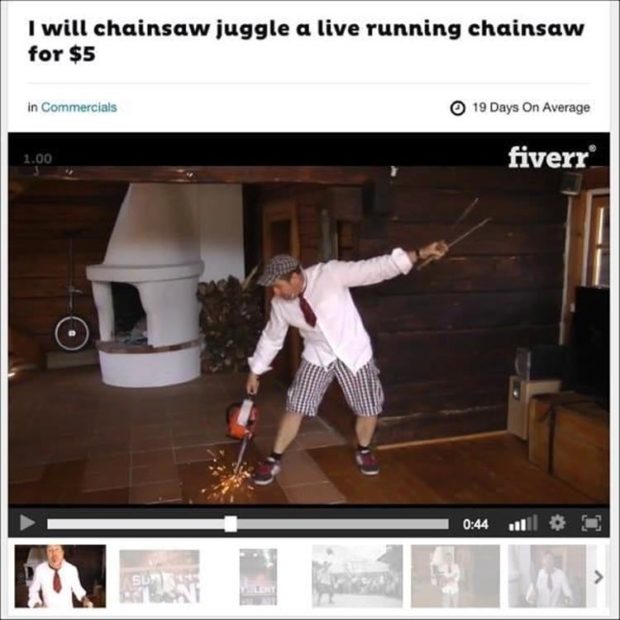 I will chainsaw juggle a live running chainsaw
for $5
in Commercials
19 Days On Average
1.00
fiverr®
0:44